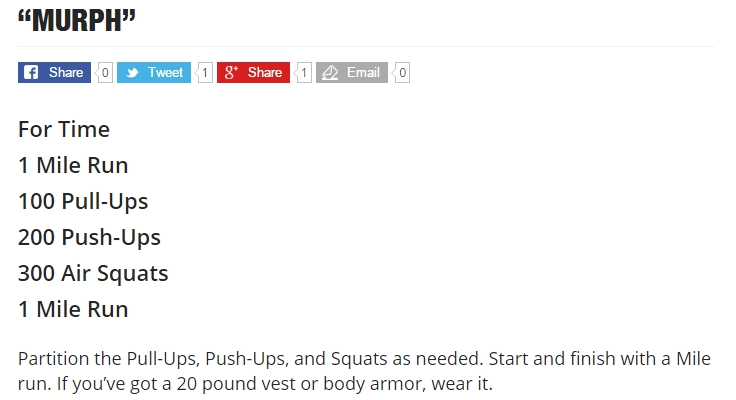 “MURPH”
Share 0 Tweet 1 Share 1 Email 0
For Time
1 Mile Run
100 Pull-Ups
200 Push-Ups
300 Air Squats
1 Mile Run
Partition the Pull-Ups, Push-Ups, and Squats as needed. Start and finish with a Mile
run. If you’ve got a 20 pound vest or body armor, wear it.